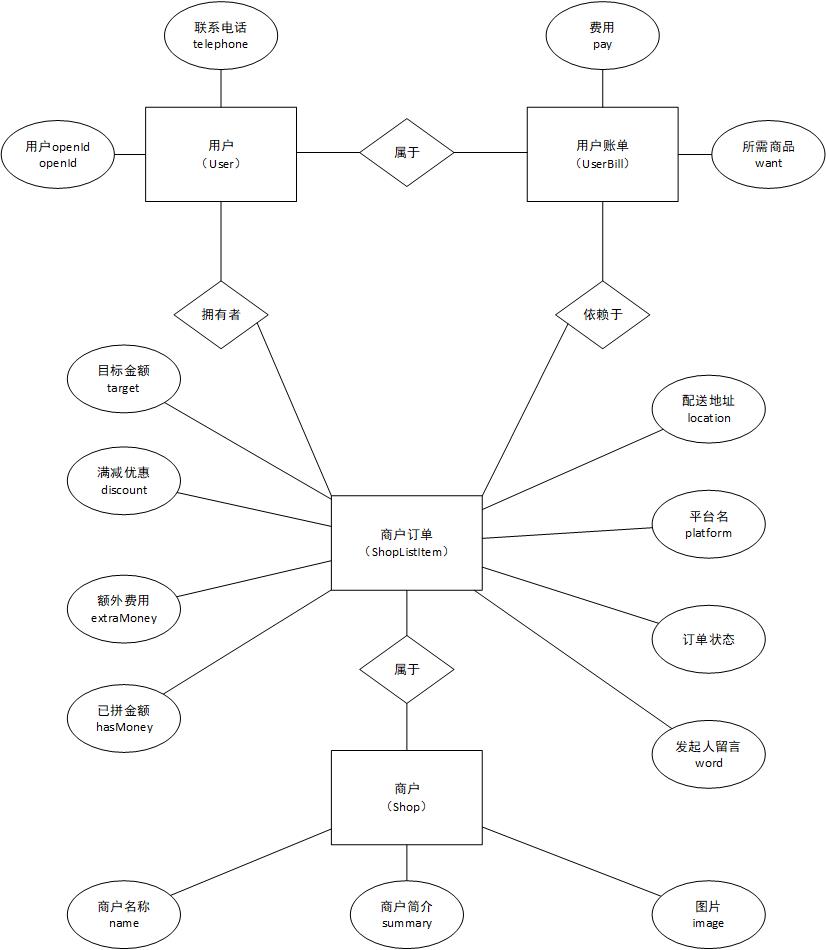 联系电话
telephone
费用
pay
用户openId
openId
用户
（User）
属于
用户账单
（UserBill）
所需商品
want
拥有者
依赖于
目标金额
target
配送地址
location
满减优惠
discount
平台名
platform
商户订单
（ShopListItem）
额外费用
extraMoney
订单状态
属于
已拼金额
hasMoney
发起人留言
word
商户
（Shop）
商户名称
name
商户简介
summary
图片
image